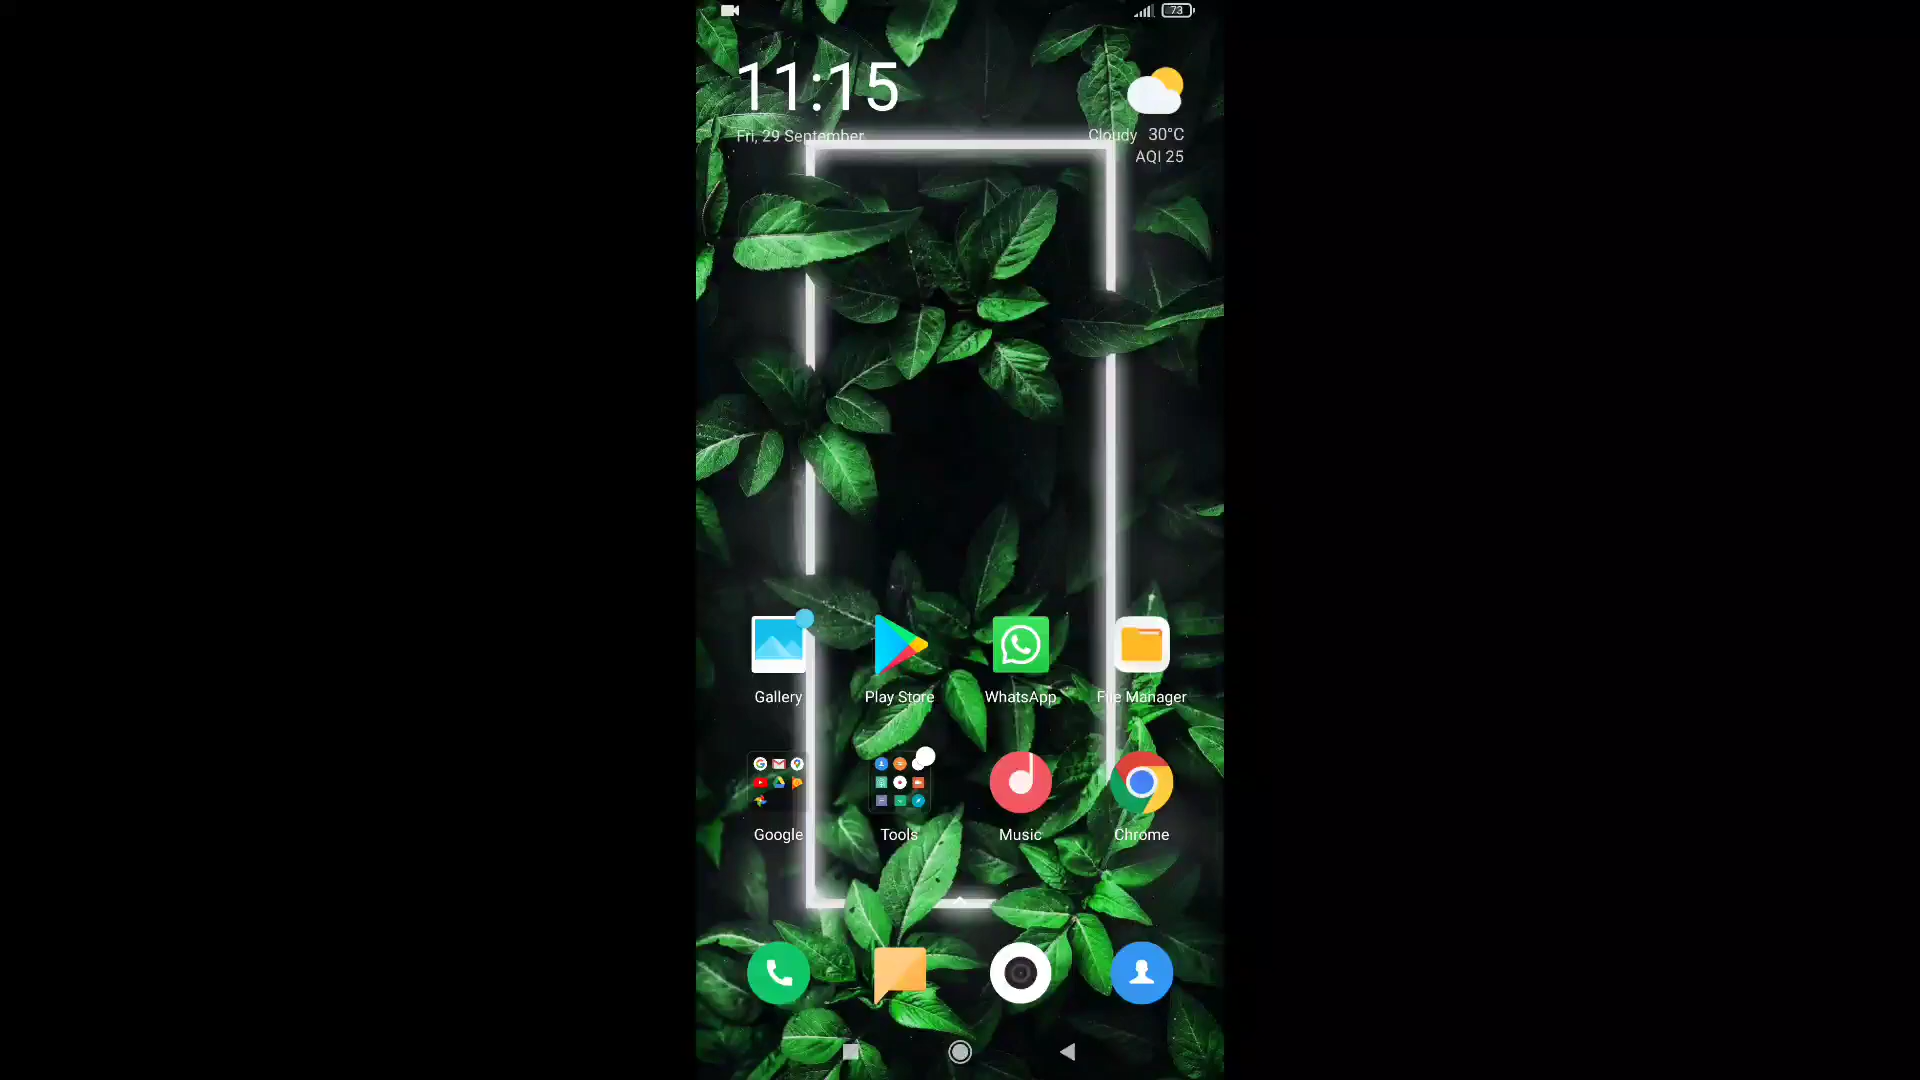 73
11:15
Fri, 29 September
Cloudy 30°C
AQI 25
Gallery
Play Store
WhatsApp
File Manager
Google
Tools
Music
Chrome